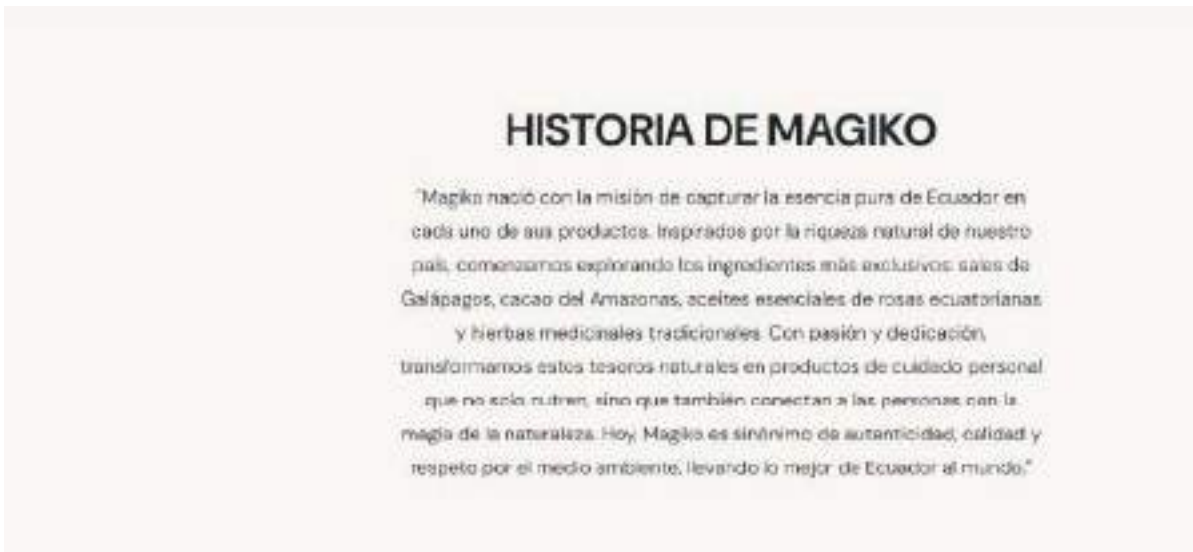 HISTORIA DE MAGIKO
"Magiko nació con la misión de capturar la esencia pura de Ecuador en
cada uno de sus productos. Inspirados por la riqueza natural de nuestro
país, comenzamos explorando los ingredientes más exclusivos: sales de
Galápagos, cacao del Amazonas, aceites esenciales de rosas ecuatorianas
y hierbas medicinales tradicionales. Con pasión y dedicación,
transformamos estos tesoros naturales en productos de cuidado personal
que no solo nutren, sino que también conectan a las personas con la
magia de la naturaleza. Hoy, Magiko es sinónimo de autenticidad, calidad y
respeto por el medio ambiente, llevando lo mejor de Ecuador al mundo."